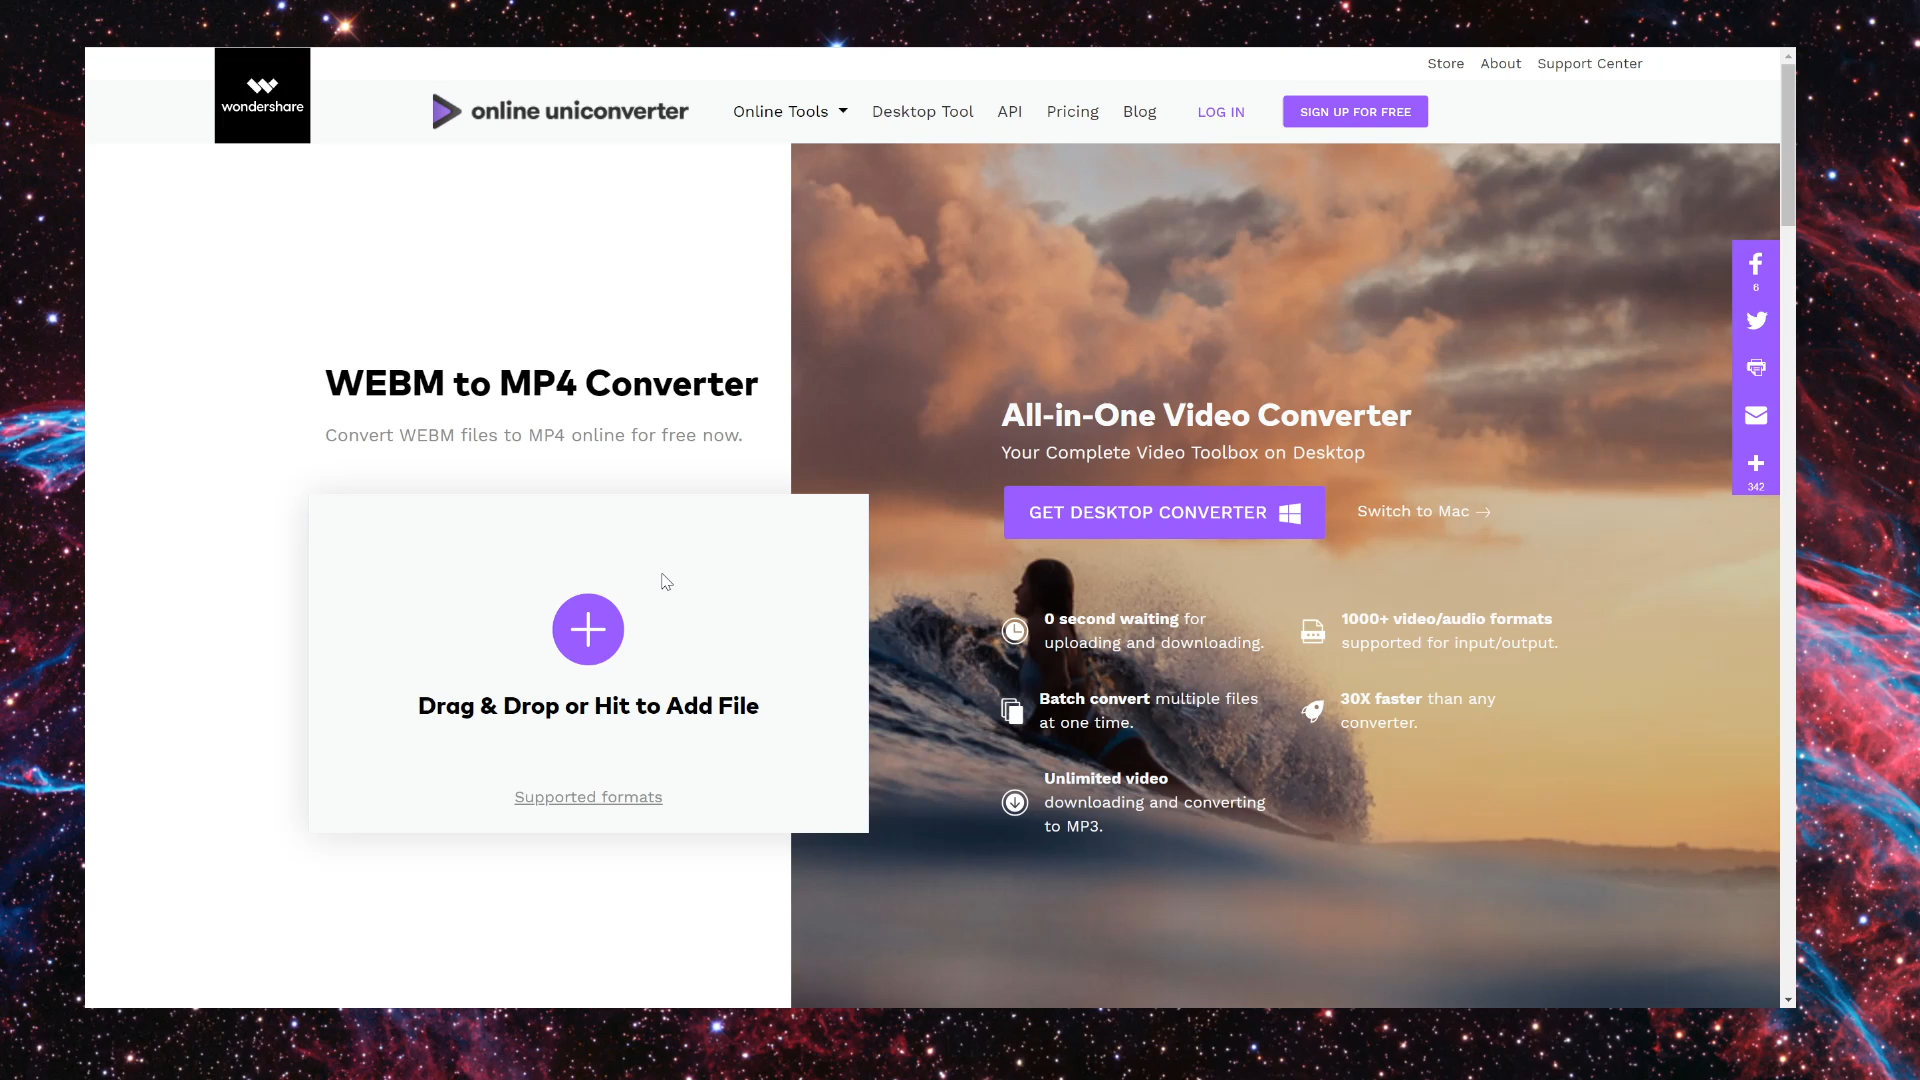 Store About Support Center
wondershare
online uniconverter
Online Tools Desktop Tool API Pricing Blog LOG IN SIGN UP FOR FREE
WEBM to MP4 Converter
Convert WEBM files to MP4 online for free now.
Drag & Drop or Hit to Add File
Supported formats
All-in-One Video Converter
Your Complete Video Toolbox on Desktop
GET DESKTOP CONVERTER
Switch to Mac →
0 second waiting for
uploading and downloading.
1000+ video/audio formats
supported for input/output.
Batch convert multiple files
at one time.
30X faster than any
converter.
Unlimited video
downloading and converting
to MP3.
6
342